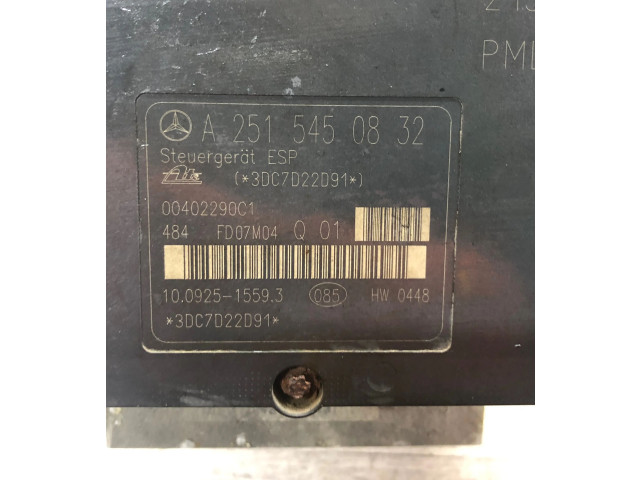 PML
A 251 545 08 32
Steuergerät ESP
Ate (*3DC7D22D91*)
00402290C1
484 FD07M04 Q 01
10.0925-1559.3 085 HW 0448
*3DC7D22D91*